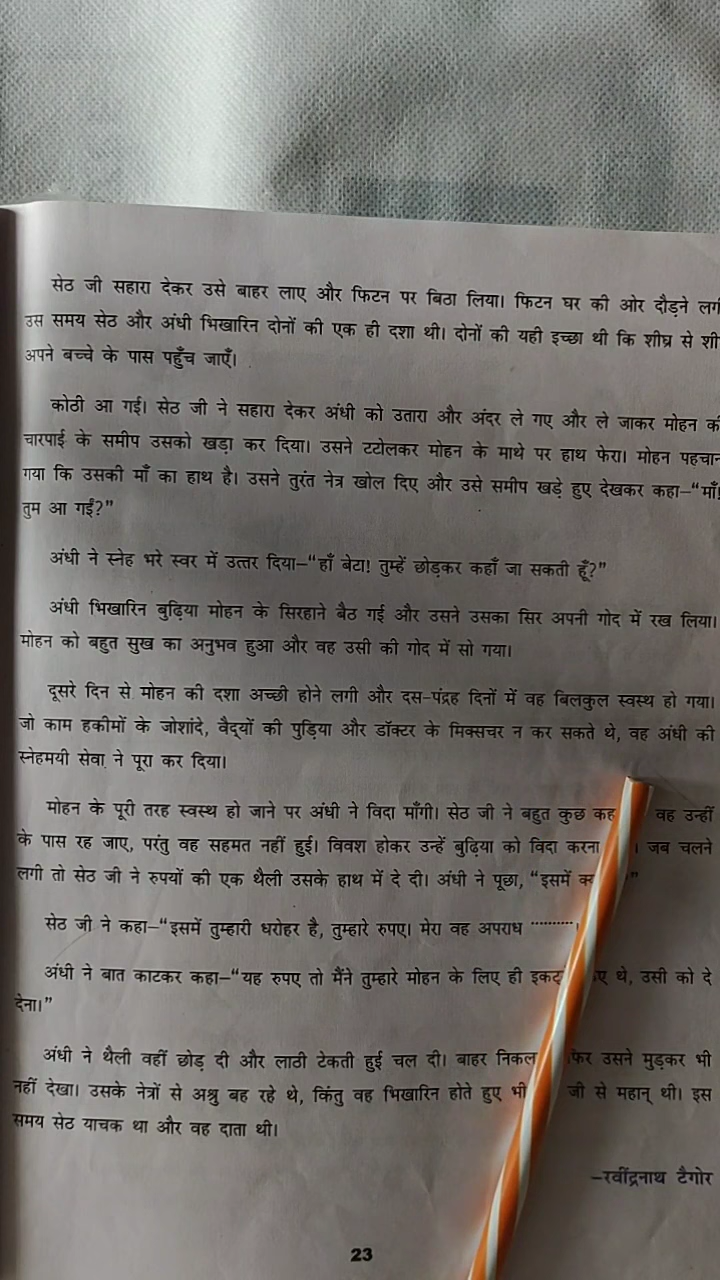 सेठ जी सहारा देकर उसे बाहर लाए और फिटन पर बिठा लिया। फिटन घर की ओर दौड़ने
उस समय सेठ और अंधी भिखारिन दोनों की एक ही दशा थी। दोनों की यही इच्छा थी कि शीघ्र से
अपने बच्चे के पास पहुँच जाएँ।
कोठी आ गई। सेठ जी ने सहारा देकर अंधी को उतारा और अंदर ले गए और ले जाकर मोहन
चारपाई के समीप उसको खड़ा कर दिया। उसने टटोलकर मोहन के माथे पर हाथ फेरा। मोहन पहचान
गया कि उसकी माँ का हाथ है। उसने तुरंत नेत्र खोल दिए और उसे समीप खड़े हुए देखकर कहा–“माँ!
तुम आ गईं?”
अंधी ने स्नेह भरे स्वर में उत्तर दिया–“हाँ बेटा! तुम्हें छोड़कर कहाँ जा सकती हूँ?”
अंधी भिखारिन बुढ़िया मोहन के सिरहाने बैठ गई और उसने उसका सिर अपनी गोद में रख लिया।
मोहन को बहुत सुख का अनुभव हुआ और वह उसी की गोद में सो गया।
दूसरे दिन से मोहन की दशा अच्छी होने लगी और दस-पंद्रह दिनों में वह बिलकुल स्वस्थ हो गया।
जो काम हकीमों के जोशांदे, वैद्यों की पुड़िया और डॉक्टर के मिक्सचर न कर सकते थे, वह अंधी की
स्नेहमयी सेवा ने पूरा कर दिया।
मोहन के पूरी तरह स्वस्थ हो जाने पर अंधी ने विदा माँगी। सेठ जी ने बहुत कुछ वह उन्हीं
के पास रह जाए, परंतु वह सहमत नहीं हुई। विवश होकर उन्हें बुढ़िया को विदा करना । जब चलने
लगी तो सेठ जी ने रुपयों की एक थैली उसके हाथ में दे दी। अंधी ने पूछा, “इसमें ”
सेठ जी ने कहा–“इसमें तुम्हारी धरोहर है, तुम्हारे रुपए। मेरा वह अपराध ..........
अंधी ने बात काटकर कहा–“यह रुपए तो मैंने तुम्हारे मोहन के लिए ही थे, उसी को दे
देना।”
अंधी ने थैली वहीं छोड़ दी और लाठी टेकती हुई चल दी। बाहर फिर उसने मुड़कर भी
नहीं देखा। उसके नेत्रों से अश्रु बह रहे थे, किंतु वह भिखारिन होते हुए भी जी से महान् थी। इस
समय सेठ याचक था और वह दाता थी।
–रवींद्रनाथ टैगोर
23